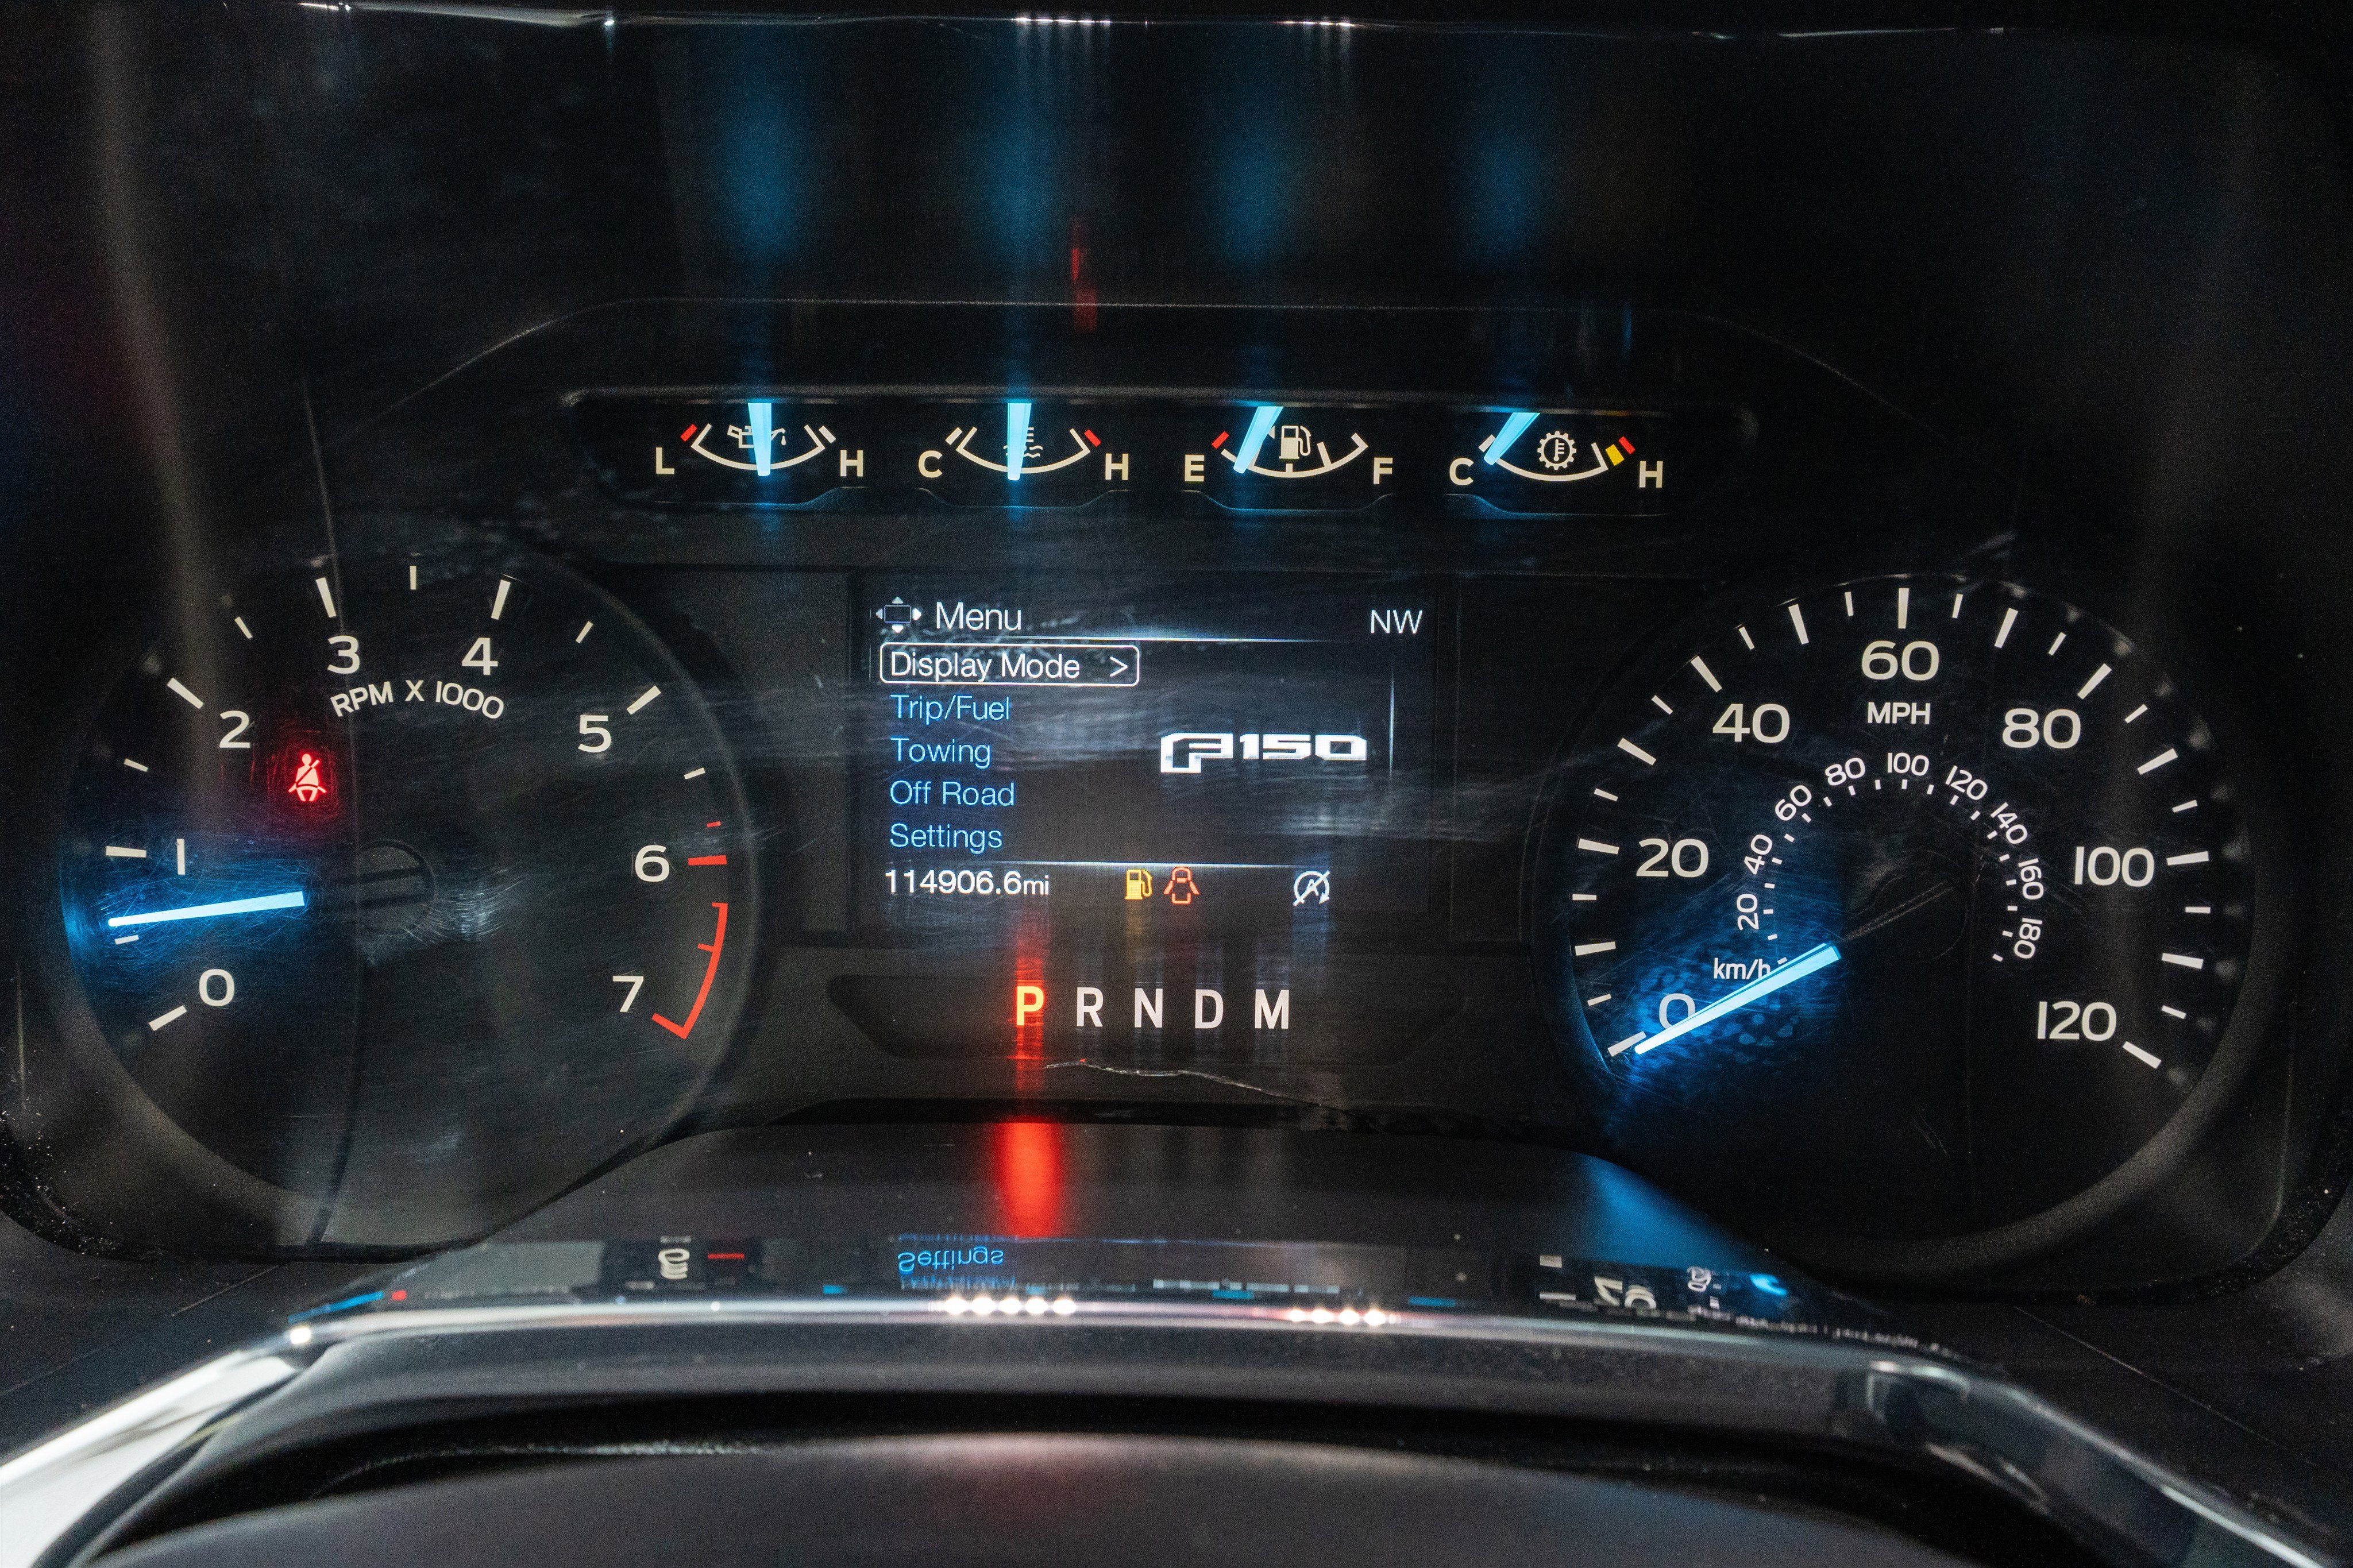 L H C H E F C H
3 4
RPM X 1000
2 5
1 6
0 7
Menu NW
Display Mode >
Trip/Fuel
Towing
F150
Off Road
Settings
114906.6mi
P R N D M
60
MPH
40 80
20 100
0 120
80 100 120
60 140
40 160
20 180
km/h
Settings